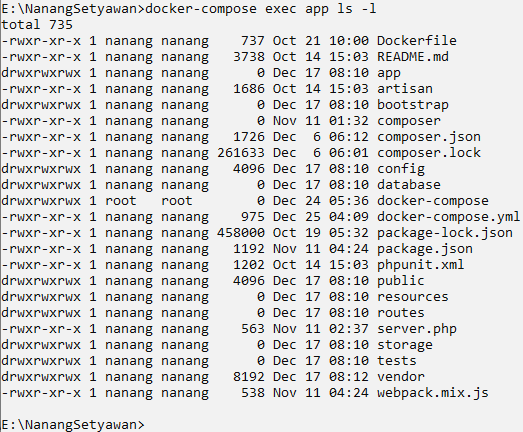 E:\NanangSetyawan>docker-compose exec app ls -l
total 735
-rwxr-xr-x 1 nanang nanang    737 Oct 21 10:00 Dockerfile
-rwxr-xr-x 1 nanang nanang   3738 Oct 14 15:03 README.md
drwxrwxrwx 1 nanang nanang      0 Dec 17 08:10 app
-rwxr-xr-x 1 nanang nanang   1686 Oct 14 15:03 artisan
drwxrwxrwx 1 nanang nanang      0 Dec 17 08:10 bootstrap
-rwxr-xr-x 1 nanang nanang      0 Nov 11 01:32 composer
-rwxr-xr-x 1 nanang nanang   1726 Dec  6 06:12 composer.json
-rwxr-xr-x 1 nanang nanang 261633 Dec  6 06:01 composer.lock
drwxrwxrwx 1 nanang nanang   4096 Dec 17 08:10 config
drwxrwxrwx 1 nanang nanang      0 Dec 17 08:10 database
drwxrwxrwx 1 root   root        0 Dec 24 05:36 docker-compose
-rwxr-xr-x 1 nanang nanang    975 Dec 25 04:09 docker-compose.yml
-rwxr-xr-x 1 nanang nanang 458000 Oct 19 05:32 package-lock.json
-rwxr-xr-x 1 nanang nanang   1192 Nov 11 04:24 package.json
-rwxr-xr-x 1 nanang nanang   1202 Oct 14 15:03 phpunit.xml
drwxrwxrwx 1 nanang nanang   4096 Dec 17 08:10 public
drwxrwxrwx 1 nanang nanang      0 Dec 17 08:10 resources
drwxrwxrwx 1 nanang nanang      0 Dec 17 08:10 routes
-rwxr-xr-x 1 nanang nanang    563 Nov 11 02:37 server.php
drwxrwxrwx 1 nanang nanang      0 Dec 17 08:10 storage
drwxrwxrwx 1 nanang nanang      0 Dec 17 08:10 tests
drwxrwxrwx 1 nanang nanang   8192 Dec 17 08:12 vendor
-rwxr-xr-x 1 nanang nanang    538 Nov 11 04:24 webpack.mix.js
E:\NanangSetyawan>